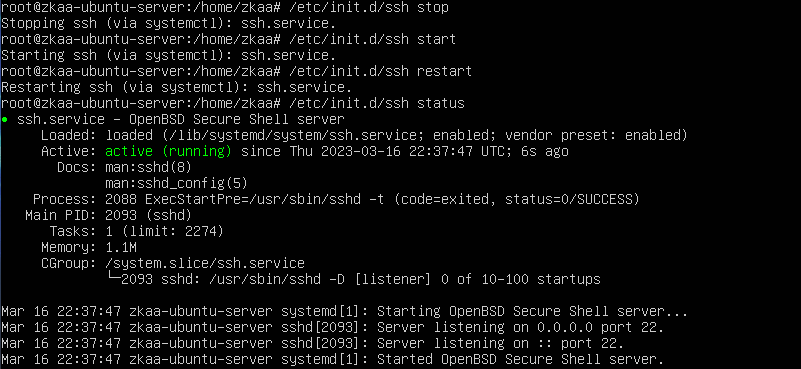 root@zkaa-ubuntu-server:/home/zkaa# /etc/init.d/ssh stop
Stopping ssh (via systemctl): ssh.service.
root@zkaa-ubuntu-server:/home/zkaa# /etc/init.d/ssh start
Starting ssh (via systemctl): ssh.service.
root@zkaa-ubuntu-server:/home/zkaa# /etc/init.d/ssh restart
Restarting ssh (via systemctl): ssh.service.
root@zkaa-ubuntu-server:/home/zkaa# /etc/init.d/ssh status
● ssh.service - OpenBSD Secure Shell server
     Loaded: loaded (/lib/systemd/system/ssh.service; enabled; vendor preset: enabled)
     Active: active (running) since Thu 2023-03-16 22:37:47 UTC; 6s ago
       Docs: man:sshd(8)
             man:sshd_config(5)
    Process: 2088 ExecStartPre=/usr/sbin/sshd -t (code=exited, status=0/SUCCESS)
   Main PID: 2093 (sshd)
      Tasks: 1 (limit: 2274)
     Memory: 1.1M
     CGroup: /system.slice/ssh.service
             └─2093 sshd: /usr/sbin/sshd -D [listener] 0 of 10-100 startups

Mar 16 22:37:47 zkaa-ubuntu-server systemd[1]: Starting OpenBSD Secure Shell server...
Mar 16 22:37:47 zkaa-ubuntu-server sshd[2093]: Server listening on 0.0.0.0 port 22.
Mar 16 22:37:47 zkaa-ubuntu-server sshd[2093]: Server listening on :: port 22.
Mar 16 22:37:47 zkaa-ubuntu-server systemd[1]: Started OpenBSD Secure Shell server.